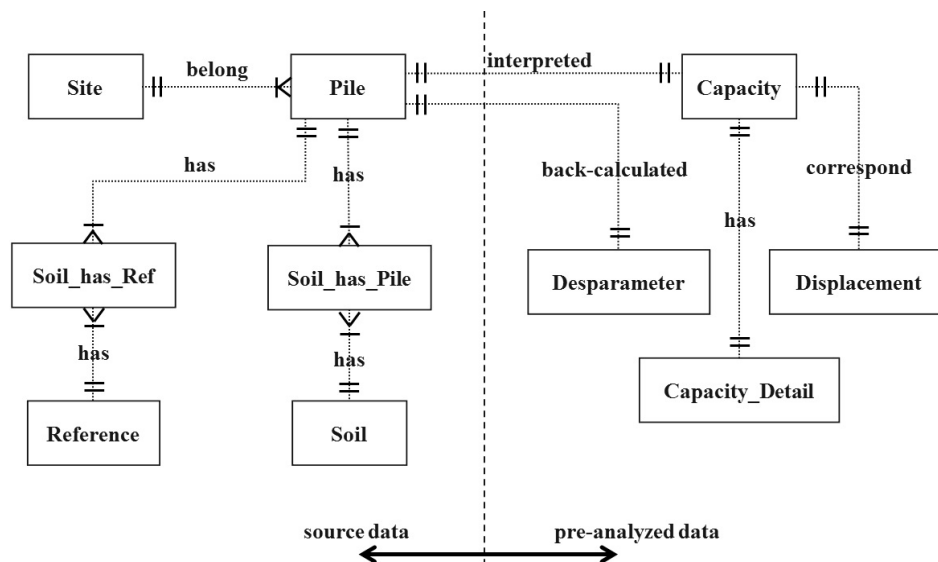 belong
interpreted
Site
Pile
Capacity
has
has
back-calculated
correspond
has
Soil_has_Ref
Soil_has_Pile
Desparameter
Displacement
has
has
Capacity_Detail
Reference
Soil
source data
pre-analyzed data